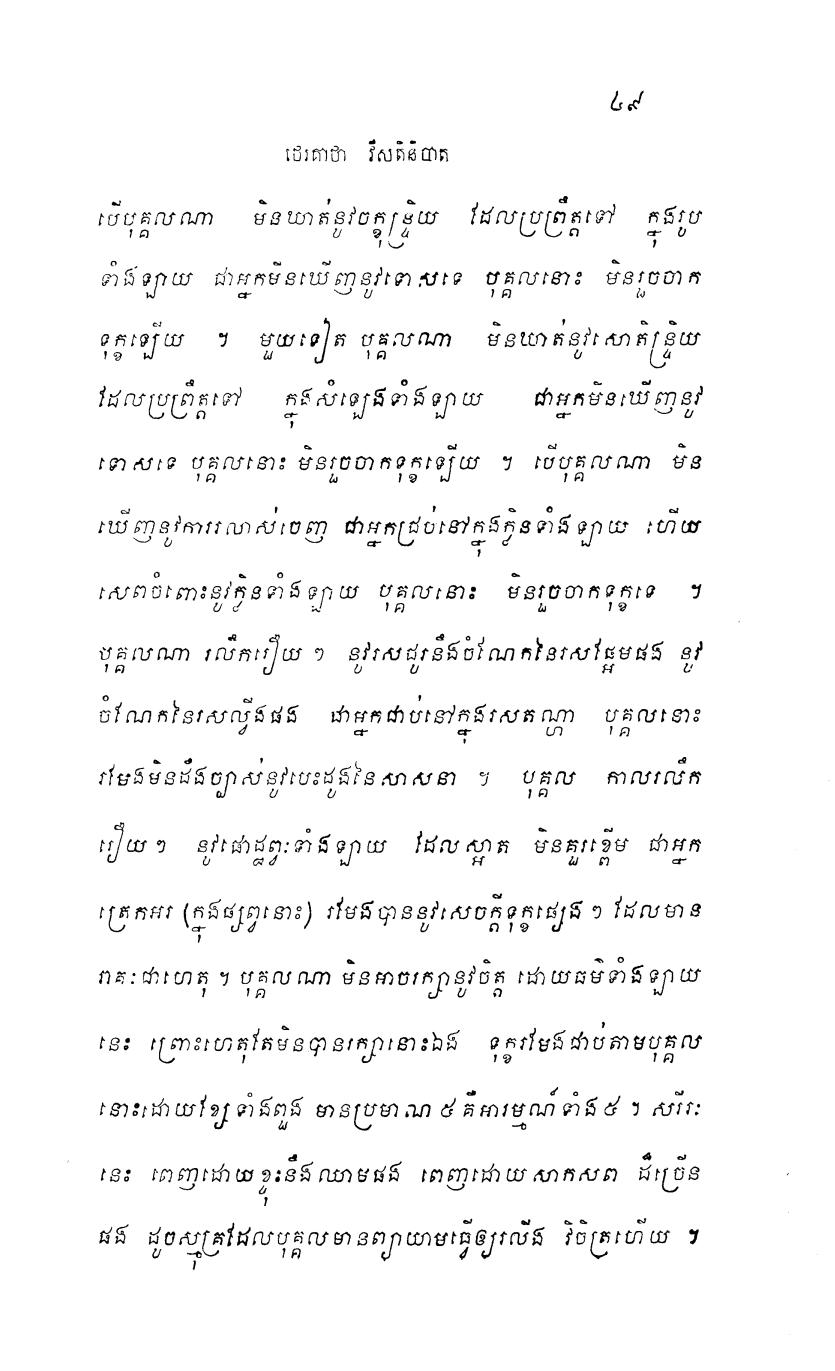 ៤៩
ថេរគាថា វីសតិនិបាត
បើបុគ្គលណា មិនឃាត់នូវចក្ខុន្ទ្រិយ ដែលប្រព្រឹត្តទៅ ក្នុងរូប
ទាំងឡាយ ជាអ្នកមិនឃើញនូវទោសទេ បុគ្គលនោះ មិនរួចចាក
ទុក្ខឡើយ ។ មួយទៀត បុគ្គលណា មិនឃាត់នូវសោតិន្ទ្រិយ
ដែលប្រព្រឹត្តទៅ ក្នុងសំឡេងទាំងឡាយ ជាអ្នកមិនឃើញនូវ
ទោសទេ បុគ្គលនោះ មិនរួចចាកទុក្ខឡើយ ។ បើបុគ្គលណា មិន
ឃើញនូវការរលាស់ចេញ ជាអ្នកជ្រប់នៅក្នុងក្លិនទាំងឡាយ ហើយ
សេពចំពោះនូវក្លិនទាំងឡាយ បុគ្គលនោះ មិនរួចចាកទុក្ខទេ ។
បុគ្គលណា រលឹករឿយ ៗ នូវរសជូរនឹងចំណែកនៃរសផ្អែមផង នូវ
ចំណែកនៃរសល្វីងផង ជាអ្នកជាប់នៅក្នុងរសតណ្ហា បុគ្គលនោះ
រមែងមិនដឹងច្បាស់នូវបេះដូងនៃសាសនា ។ បុគ្គល កាលរលឹក
រឿយ ៗ នូវផោដ្ឋព្វៈទាំងឡាយ ដែលស្អាត មិនគួរខ្ពើម ជាអ្នក
ត្រេកអរ (ក្នុងផ្សព្វនោះ) រមែងបាននូវសេចក្តីទុក្ខផ្សេង ៗ ដែលមាន
រាគៈជាហេតុ ។ បុគ្គលណា មិនអាចរក្សានូវចិត្ត ដោយធម៌ទាំងឡាយ
នេះ ព្រោះហេតុតែមិនបានរក្សានោះឯង ទុក្ខរមែងជាប់តាមបុគ្គល
នោះដោយខែ្សទាំងពួង មានប្រមាណ ៥ គឺអារម្មណ៍ទាំង៥ ។ សរីរៈ
នេះ ពេញដោយខ្ទុះនឹងឈាមផង ពេញដោយសាកសព ដ៏ច្រើន
ផង ដូចស្មុគ្រដែលបុគ្គលមានព្យាយាមធ្វើឲ្យរលីង វិចិត្រហើយ ។